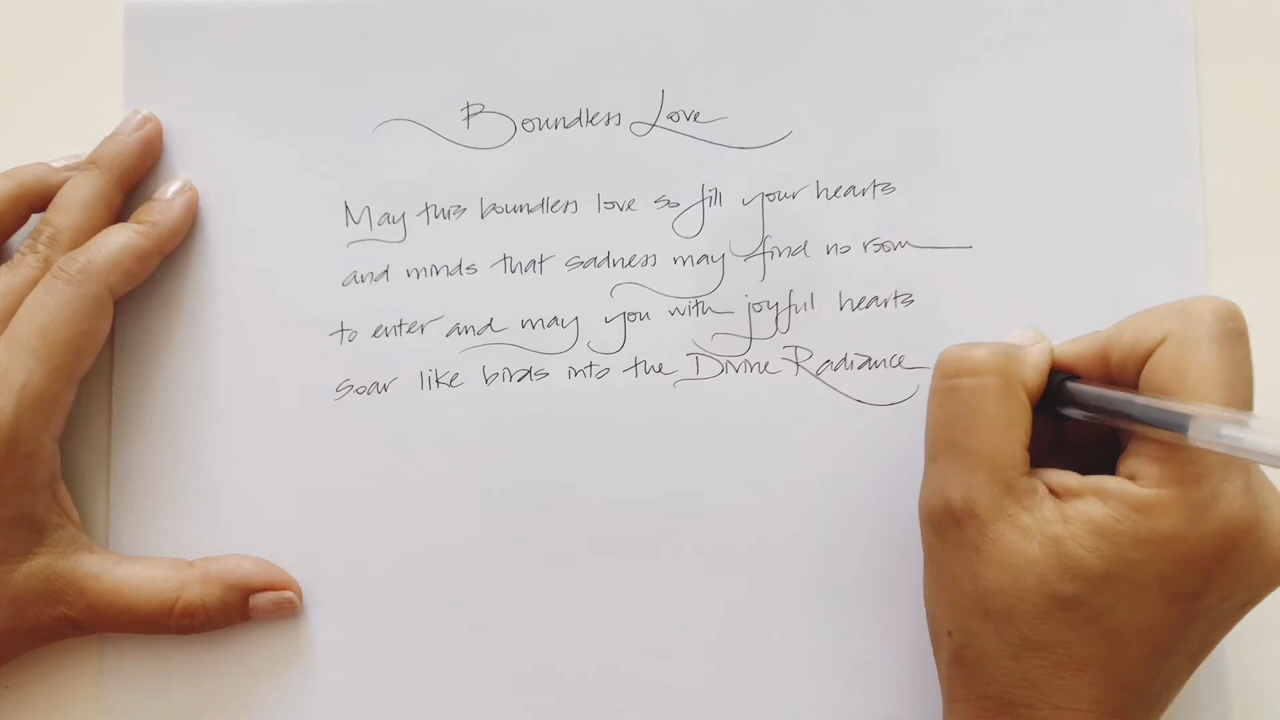 Boundless Love
May this boundless love so fill your hearts
and minds that sadness may find no room
to enter and may you with joyful hearts
soar like birds into the Divine Radiance